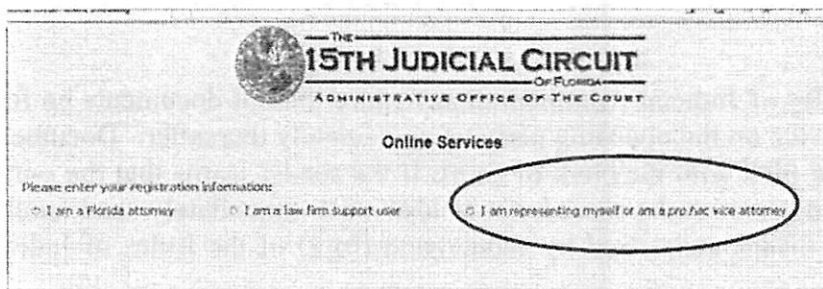 THE
15TH JUDICIAL CIRCUIT
OF FLORIDA
ADMINISTRATIVE OFFICE OF THE COURT
Online Services
Please enter your registration information:
I am a Florida attorney
I am a law firm support user
I am representing myself or am a pro hac vice attorney